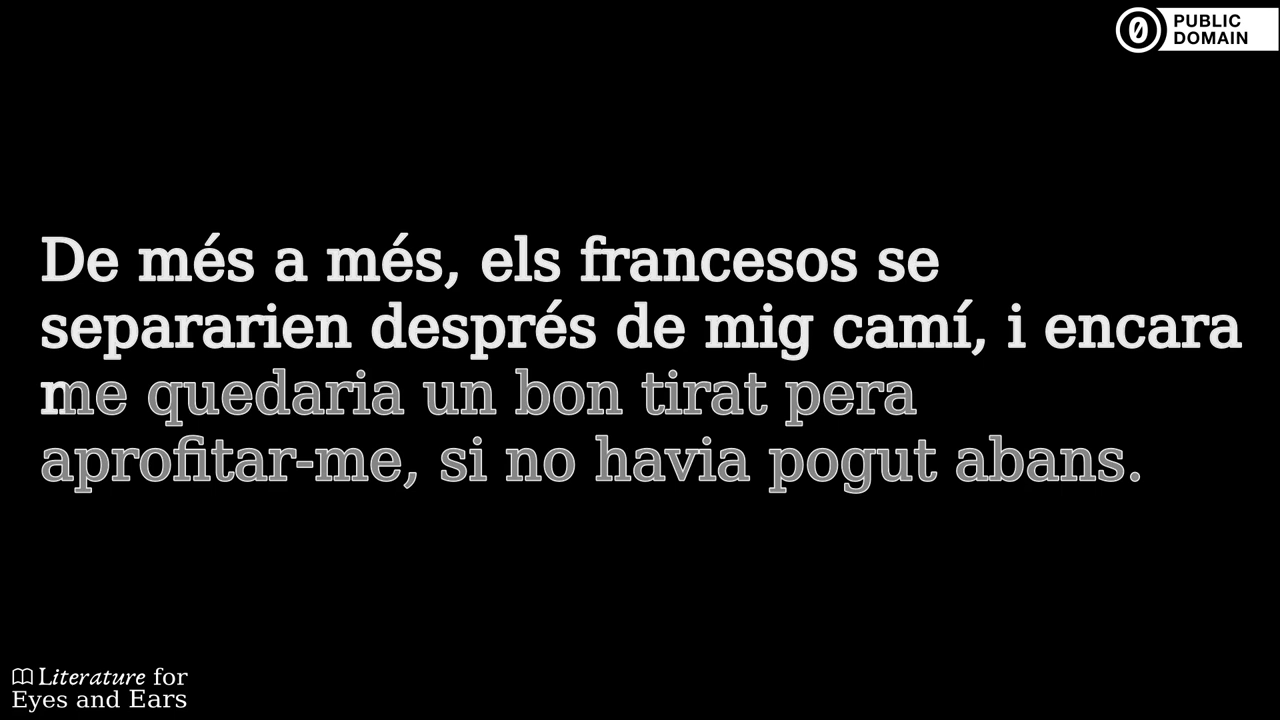 PUBLIC
DOMAIN
De més a més, els francesos se
separarien després de mig camí, i encara
me quedaria un bon tirat pera
aprofitar-me, si no havia pogut abans.
Literature for
Eyes and Ears